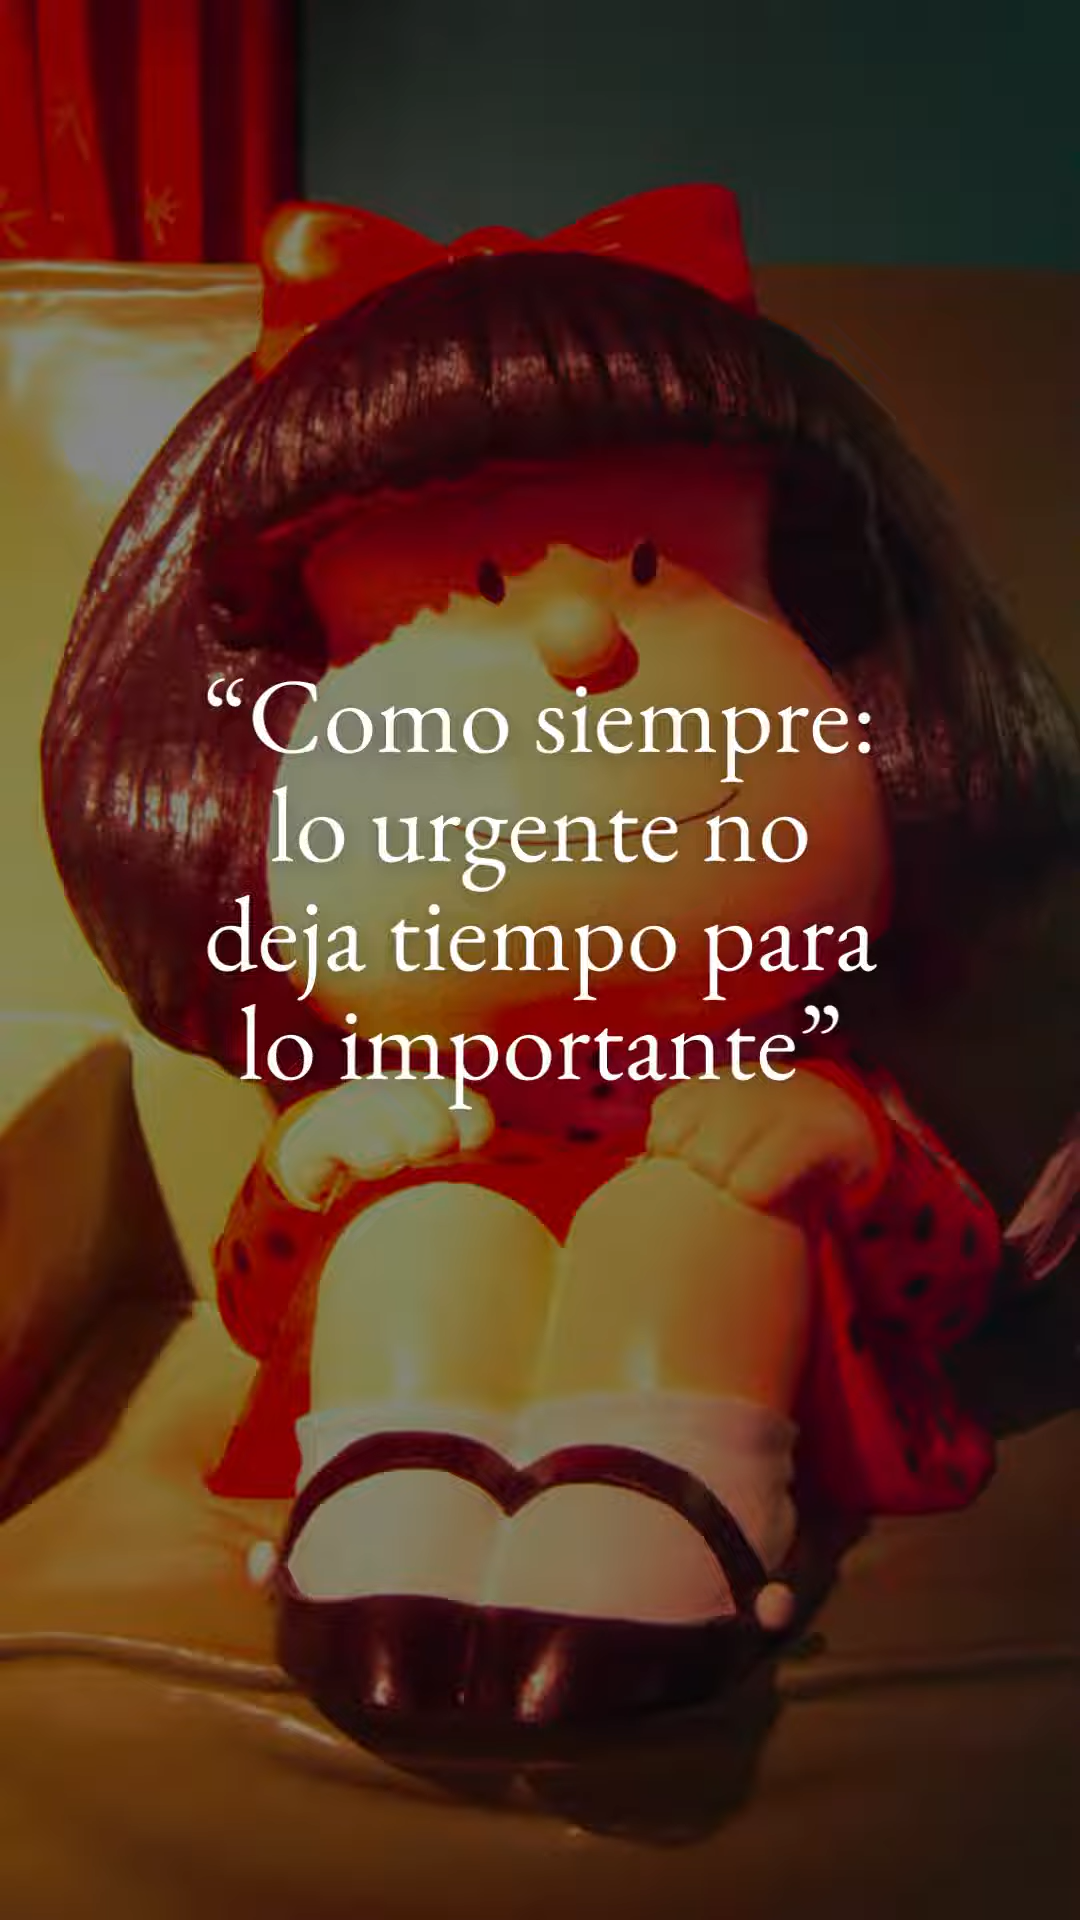 “Como siempre:
lo urgente no
deja tiempo para
lo importante”